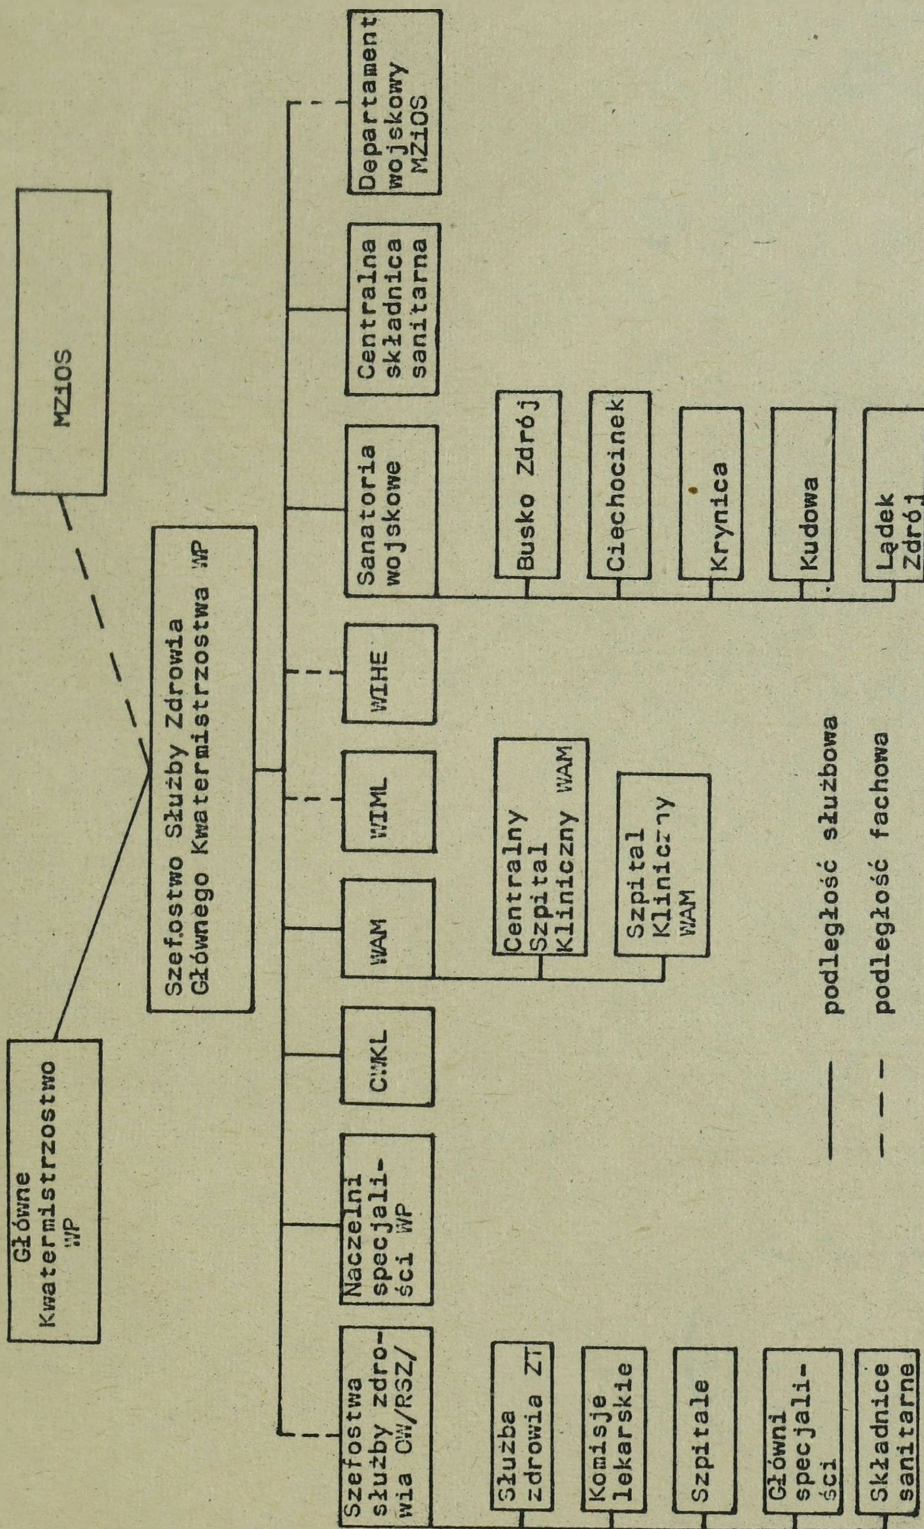 Główne
Kwatermistrzostwo
WP
MZiOS
Szefostwo Służby Zdrowia
Głównego Kwatermistrzostwa WP
Szefostwa
służby zdro-
wia OW/RSZ/
Naczelni
specjali-
ści WP
CWKL
WAM
WIML
WIHE
Sanatoria
wojskowe
Centralna
składnica
sanitarna
Departament
wojskowy
MZiOS
Służba
zdrowia ZT
Komisje
lekarskie
Szpitale
Główni
specjali-
ści
Składnice
sanitarne
Centralny
Szpital
Kliniczny WAM
Szpital
Kliniczny
WAM
Busko Zdrój
Ciechocinek
Krynica
Kudowa
Lądek
Zdrój
podległość służbowa
podległość fachowa